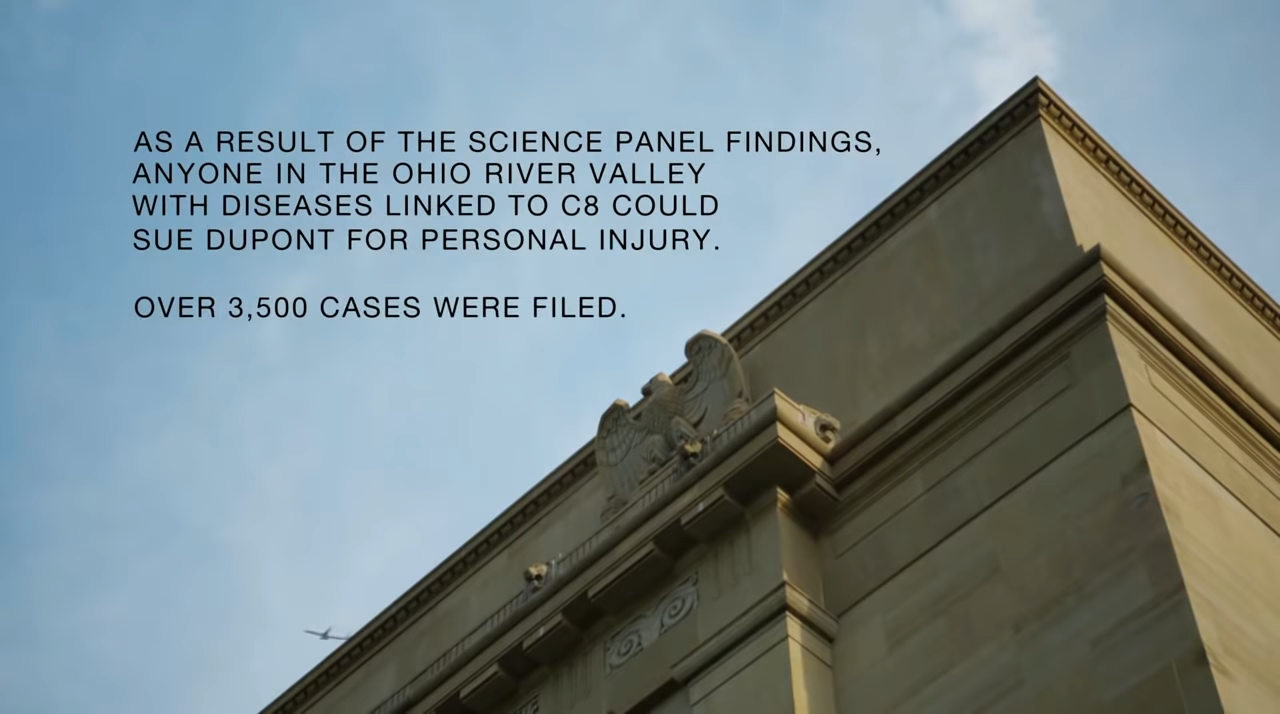 AS A RESULT OF THE SCIENCE PANEL FINDINGS,
ANYONE IN THE OHIO RIVER VALLEY
WITH DISEASES LINKED TO C8 COULD
SUE DUPONT FOR PERSONAL INJURY.
OVER 3,500 CASES WERE FILED.